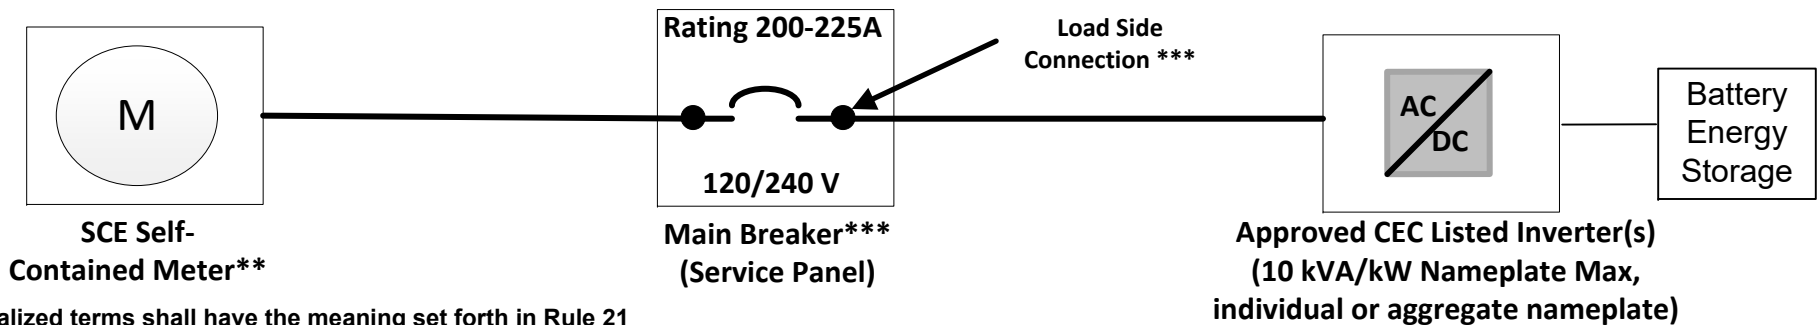 M
SCE Self-
Contained Meter**
Rating 200-225A
120/240 V
Main Breaker***
(Service Panel)
Load Side
Connection ***
AC
DC
Approved CEC Listed Inverter(s)
(10 kVA/kW Nameplate Max,
individual or aggregate nameplate)
Battery
Energy
Storage
terms shall have the meaning set forth in Rule 21